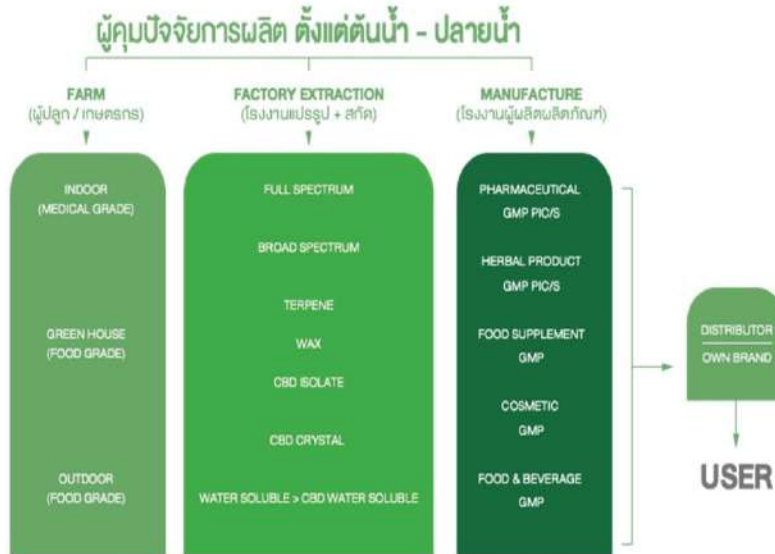 ผู้คุมปัจจัยการผลิต ตั้งแต่ต้นน้ำ - ปลายน้ำ
FARM
(ผู้ปลูก / เกษตรกร)
INDOOR
(MEDICAL GRADE)
GREEN HOUSE
(FOOD GRADE)
OUTDOOR
(FOOD GRADE)
FACTORY EXTRACTION
(โรงงานแปรรูป + สกัด)
FULL SPECTRUM
BROAD SPECTRUM
TERPENE
WAX
CBD ISOLATE
CBD CRYSTAL
WATER SOLUBLE > CBD WATER SOLUBLE
MANUFACTURE
(โรงงานผู้ผลิตผลิตภัณฑ์)
PHARMACEUTICAL
GMP PIC/S
HERBAL PRODUCT
GMP PIC/S
FOOD SUPPLEMENT
GMP
COSMETIC
GMP
FOOD & BEVERAGE
GMP
DISTRIBUTOR
OWN BRAND
USER